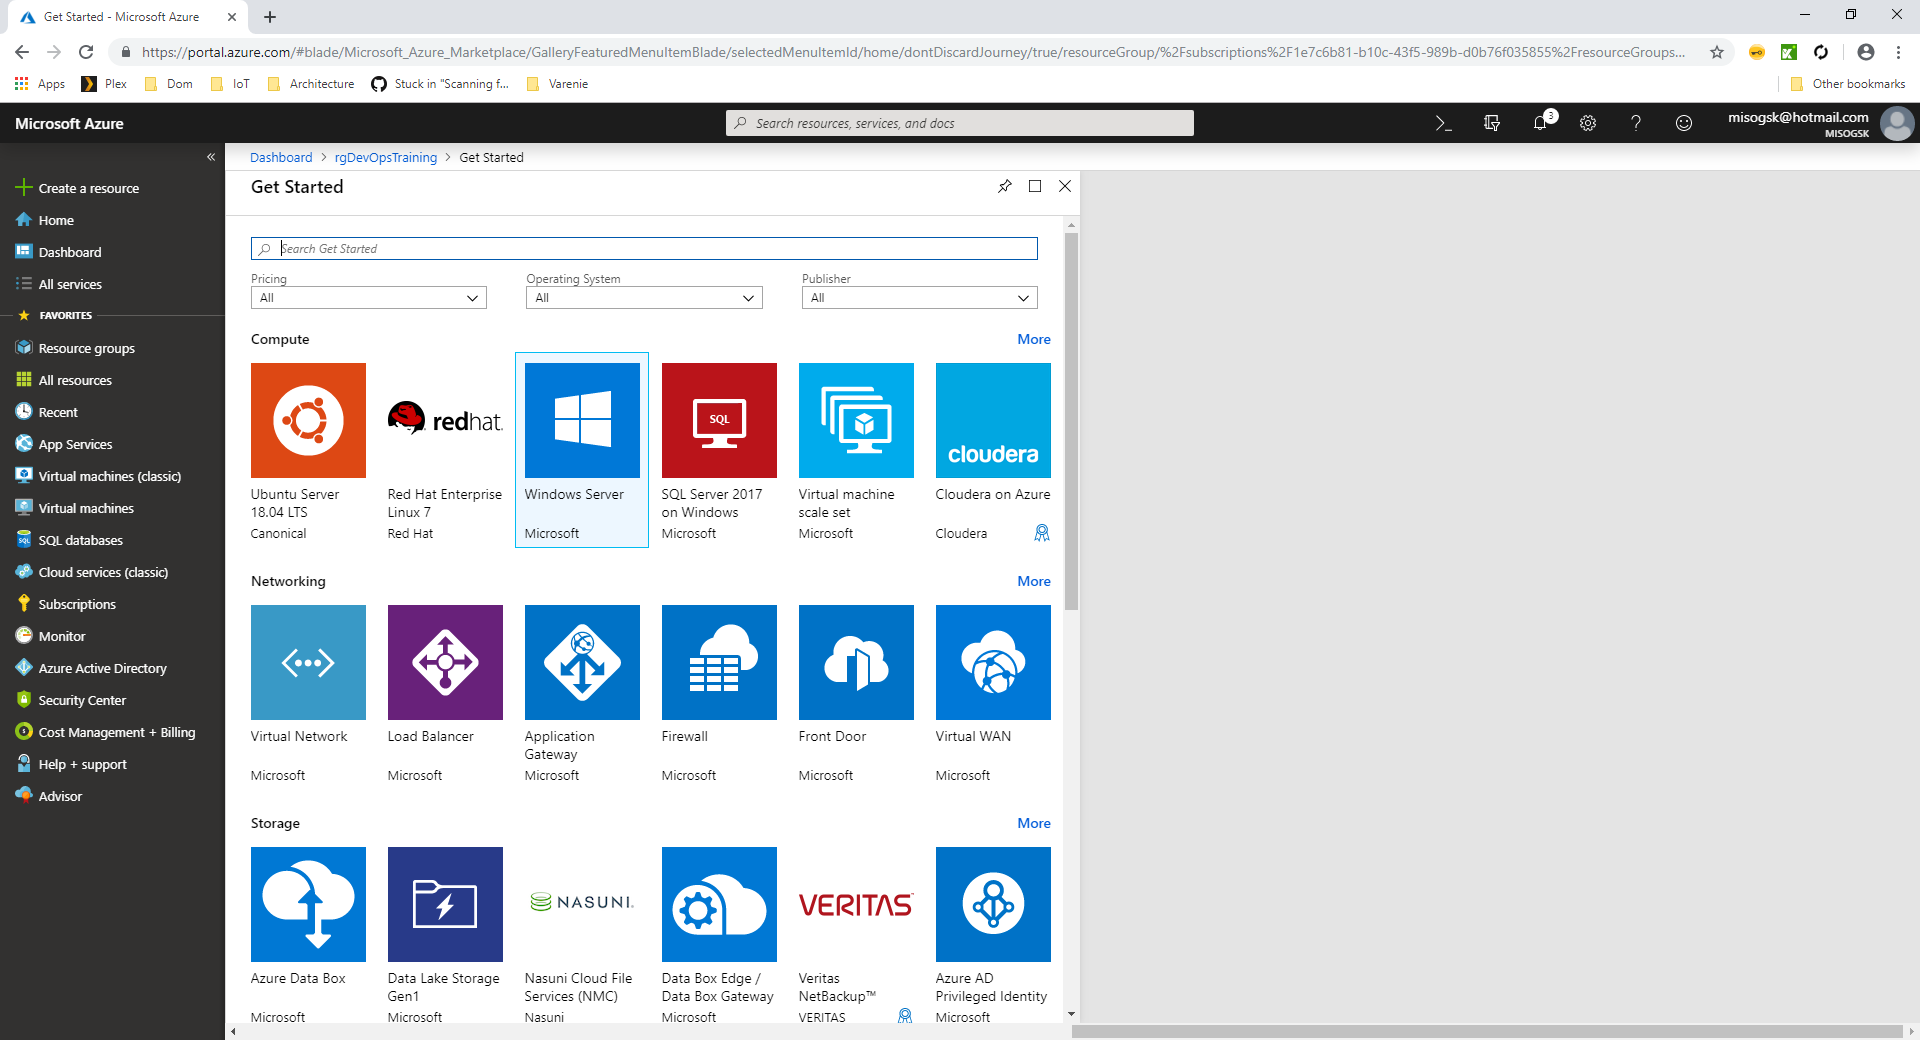 Get Started - Microsoft Azure
https://portal.azure.com/#blade/Microsoft_Azure_Marketplace/GalleryFeaturedMenuItemBlade/selectedMenuItemId/home/dontDiscardJourney/true/resourceGroup/%2Fsubscriptions%2F1e7c6b81-b10c-43f5-989b-d0b76f035855%2FresourceGroups...
Apps Plex Dom IoT Architecture Stuck in "Scanning f... Varenie Other bookmarks
Microsoft Azure
Search resources, services, and docs
3
misogsk@hotmail.com
MISOGSK
Create a resource
Home
Dashboard
All services
FAVORITES
Resource groups
All resources
Recent
App Services
Virtual machines (classic)
Virtual machines
SQL databases
Cloud services (classic)
Subscriptions
Monitor
Azure Active Directory
Security Center
Cost Management + Billing
Help + support
Advisor
Dashboard > rgDevOpsTraining > Get Started
Get Started
Search Get Started
Pricing Operating System Publisher
All All All
Compute More
redhat. SQL cloudera
Ubuntu Server 18.04 LTS
Canonical
Red Hat Enterprise Linux 7
Red Hat
Windows Server
Microsoft
SQL Server 2017 on Windows
Microsoft
Virtual machine scale set
Microsoft
Cloudera on Azure
Cloudera
Networking More
Virtual Network
Microsoft
Load Balancer
Microsoft
Application Gateway
Microsoft
Firewall
Microsoft
Front Door
Microsoft
Virtual WAN
Microsoft
Storage More
NASUNI. VERITAS™
Azure Data Box
Microsoft
Data Lake Storage Gen1
Microsoft
Nasuni Cloud File Services (NMC)
Nasuni
Data Box Edge / Data Box Gateway
Microsoft
Veritas NetBackup™
VERITAS
Azure AD Privileged Identity
Microsoft